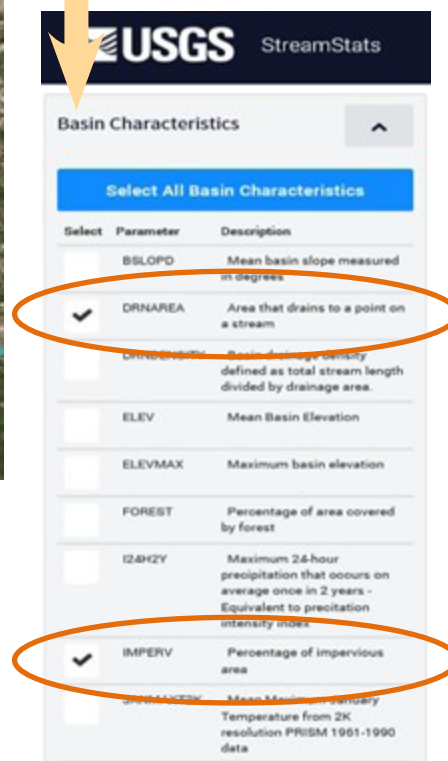 USGS StreamStats
Basin Characteristics
Select All Basin Characteristics
Select Parameter Description
BSLOPD Mean basin slope measured
in degrees
DRNAREA Area that drains to a point on
a stream
DRNDENSITY Basin drainage density
defined as total stream length
divided by drainage area.
ELEV Mean Basin Elevation
ELEVMAX Maximum basin elevation
FOREST Percentage of area covered
by forest
I24H2Y Maximum 24-hour
precipitation that occurs on
average once in 2 years -
Equivalent to precitation
intensity index
IMPERV Percentage of impervious
area
JANMAXT2K Mean Maximum January
Temperature from 2K
resolution PRISM 1961-1990
data